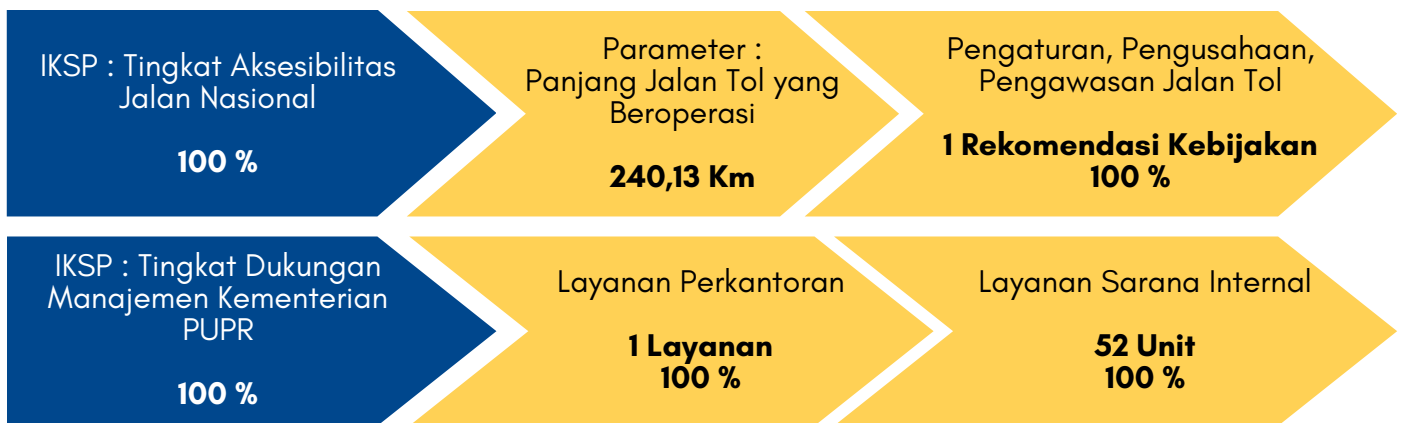 IKSP : Tingkat Aksesibilitas
Jalan Nasional
100 %
Parameter :
Panjang Jalan Tol yang
Beroperasi
240,13 Km
Pengaturan, Pengusahaan,
Pengawasan Jalan Tol
1 Rekomendasi Kebijakan
100 %
IKSP : Tingkat Dukungan
Manajemen Kementerian
PUPR
100 %
Layanan Perkantoran
1 Layanan
100 %
Layanan Sarana Internal
52 Unit
100 %